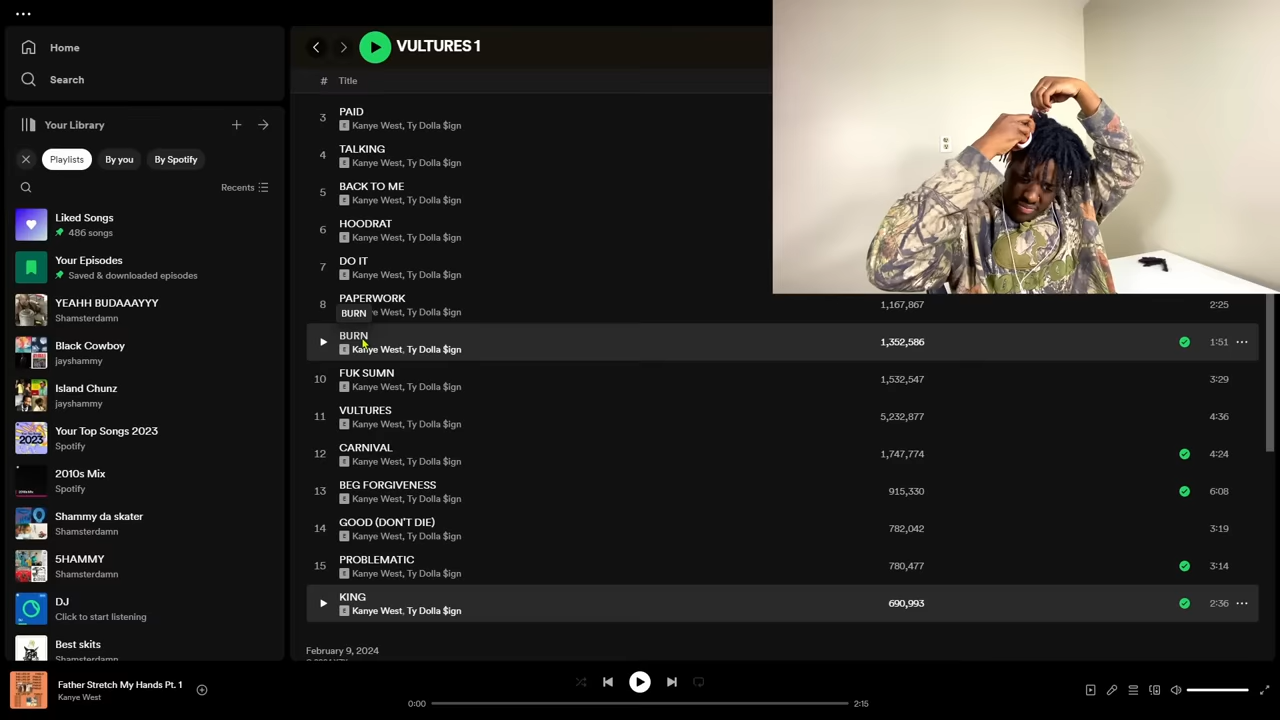 Home
Search
Your Library
Playlists
By you
By Spotify
Recents
Liked Songs
486 songs
Your Episodes
Saved & downloaded episodes
YEAHH BUDAAAYYY
Shamsterdamn
Black Cowboy
jayshammy
Island Chunz
jayshammy
Your Top Songs 2023
Spotify
2010s Mix
Spotify
Shammy da skater
Shamsterdamn
5HAMMY
Shamsterdamn
DJ
Click to start listening
Best skits
Shamsterdamn
VULTURES 1
# Title
3 PAID
E Kanye West, Ty Dolla $ign
4 TALKING
E Kanye West, Ty Dolla $ign
5 BACK TO ME
E Kanye West, Ty Dolla $ign
6 HOODRAT
E Kanye West, Ty Dolla $ign
7 DO IT
E Kanye West, Ty Dolla $ign
8 PAPERWORK 1,167,867 2:25
West, Ty Dolla $ign
BURN
BURN 1,352,586 1:51
E Kanye West, Ty Dolla $ign
10 FUK SUMN 1,532,547 3:29
E Kanye West, Ty Dolla $ign
11 VULTURES 5,232,877 4:36
E Kanye West, Ty Dolla $ign
12 CARNIVAL 1,747,774 4:24
E Kanye West, Ty Dolla $ign
13 BEG FORGIVENESS 915,330 6:08
E Kanye West, Ty Dolla $ign
14 GOOD (DON'T DIE) 782,042 3:19
E Kanye West, Ty Dolla $ign
15 PROBLEMATIC 780,477 3:14
E Kanye West, Ty Dolla $ign
KING 690,993 2:36
E Kanye West, Ty Dolla $ign
February 9, 2024
Father Stretch My Hands Pt. 1
Kanye West
0:00
2:15